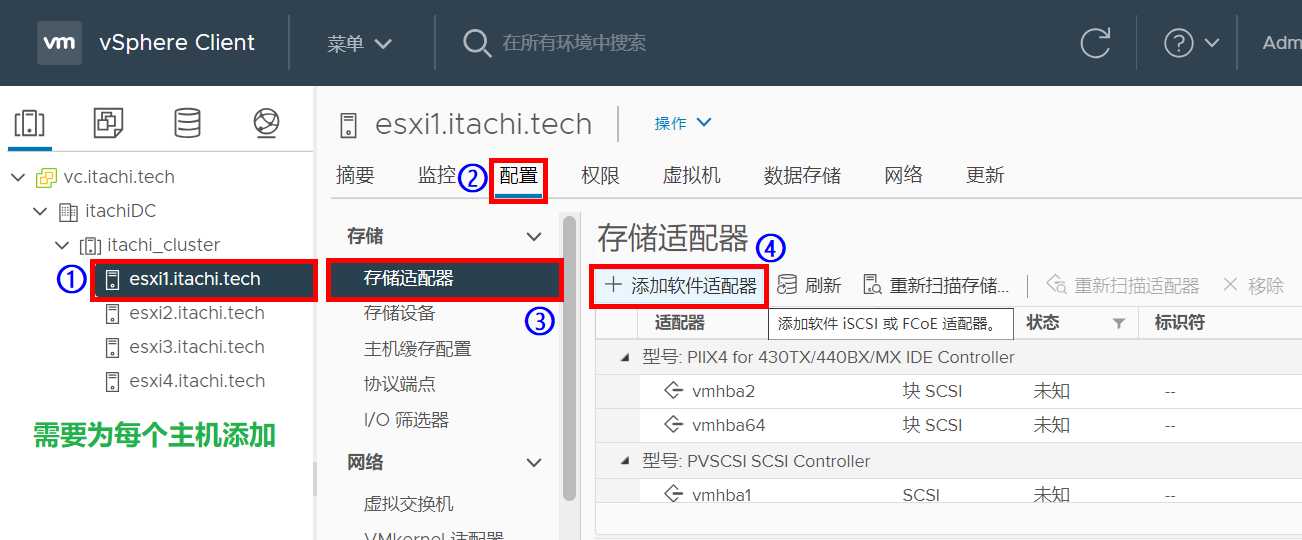 vm vSphere Client 菜单 在所有环境中搜索 Adm
esxi1.itachi.tech 操作
摘要 监控 ② 配置 权限 虚拟机 数据存储 网络 更新
vc.itachi.tech
itachiDC
itachi_cluster
① esxi1.itachi.tech
esxi2.itachi.tech
esxi3.itachi.tech
esxi4.itachi.tech
需要为每个主机添加
存储
存储适配器
③
存储设备
主机缓存配置
协议端点
I/O 筛选器
网络
虚拟交换机
VMkernel 适配器
存储适配器 ④
+ 添加软件适配器 刷新 重新扫描存储... 重新扫描适配器 × 移除
适配器 添加软件 iSCSI 或 FCoE 适配器。 状态 标识符
型号: PIIX4 for 430TX/440BX/MX IDE Controller
vmhba2 块 SCSI 未知 --
vmhba64 块 SCSI 未知 --
型号: PVSCSI SCSI Controller
vmhba1 SCSI 未知 --